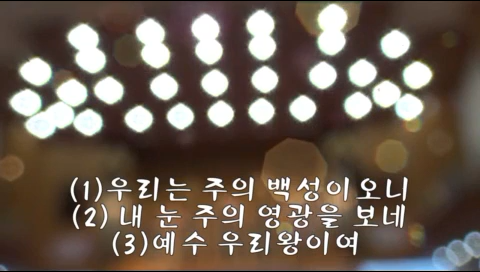 (1)우리는 주의 백성이오니
(2) 내 눈 주의 영광을 보네
(3)예수 우리왕이여